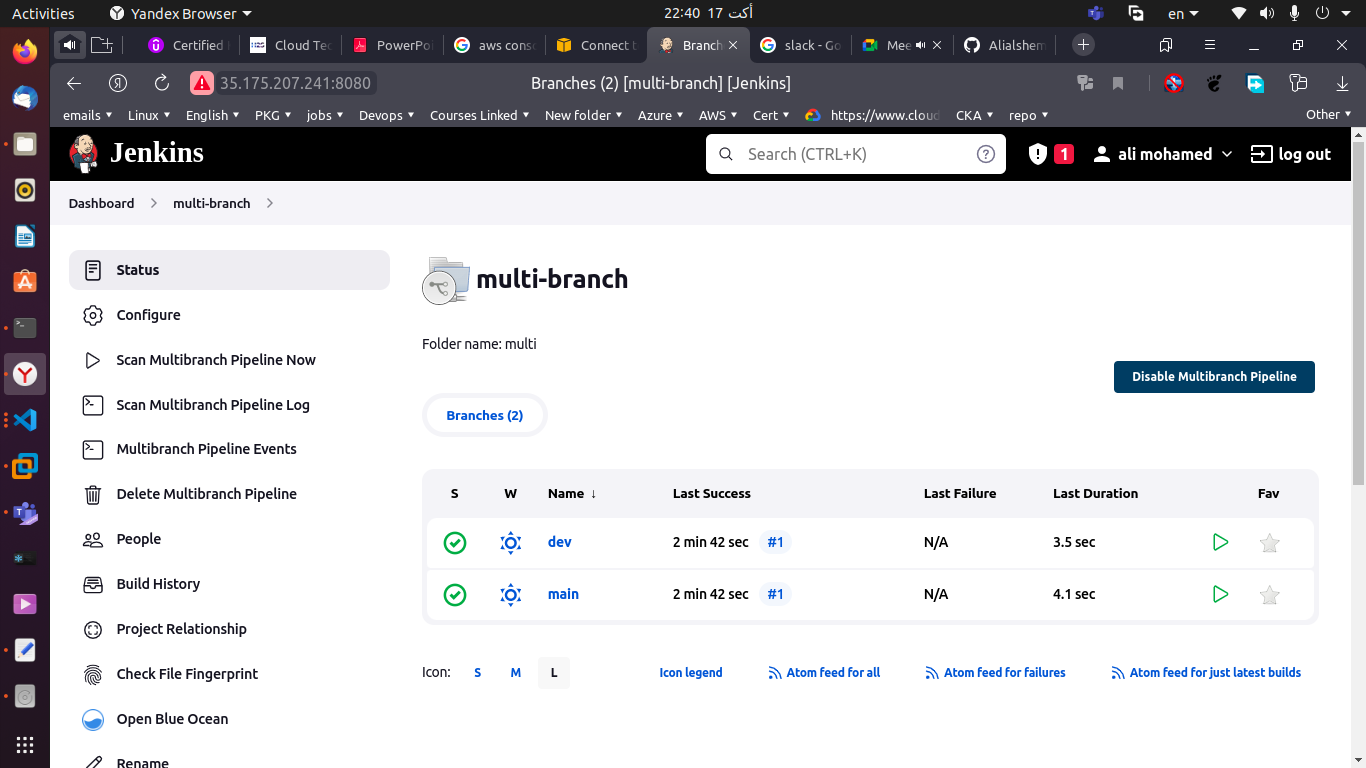 Activities Yandex Browser 22:40 17 أكت en
Certified Cloud Tec PowerPoi aws conso Connect t Branch slack - Go Mee Alialshem
Я 35.175.207.241:8080 Branches (2) [multi-branch] [Jenkins]
emails Linux English PKG jobs Devops Courses Linked New folder Azure AWS Cert https://www.cloud CKA repo Other
Jenkins Search (CTRL+K) 1 ali mohamed log out
Dashboard multi-branch
Status
Configure
Scan Multibranch Pipeline Now
Scan Multibranch Pipeline Log
Multibranch Pipeline Events
Delete Multibranch Pipeline
People
Build History
Project Relationship
Check File Fingerprint
Open Blue Ocean
Rename
multi-branch
Folder name: multi
Disable Multibranch Pipeline
Branches (2)
S W Name ↓ Last Success Last Failure Last Duration Fav
dev 2 min 42 sec #1 N/A 3.5 sec
main 2 min 42 sec #1 N/A 4.1 sec
Icon: S M L Icon legend Atom feed for all Atom feed for failures Atom feed for just latest builds